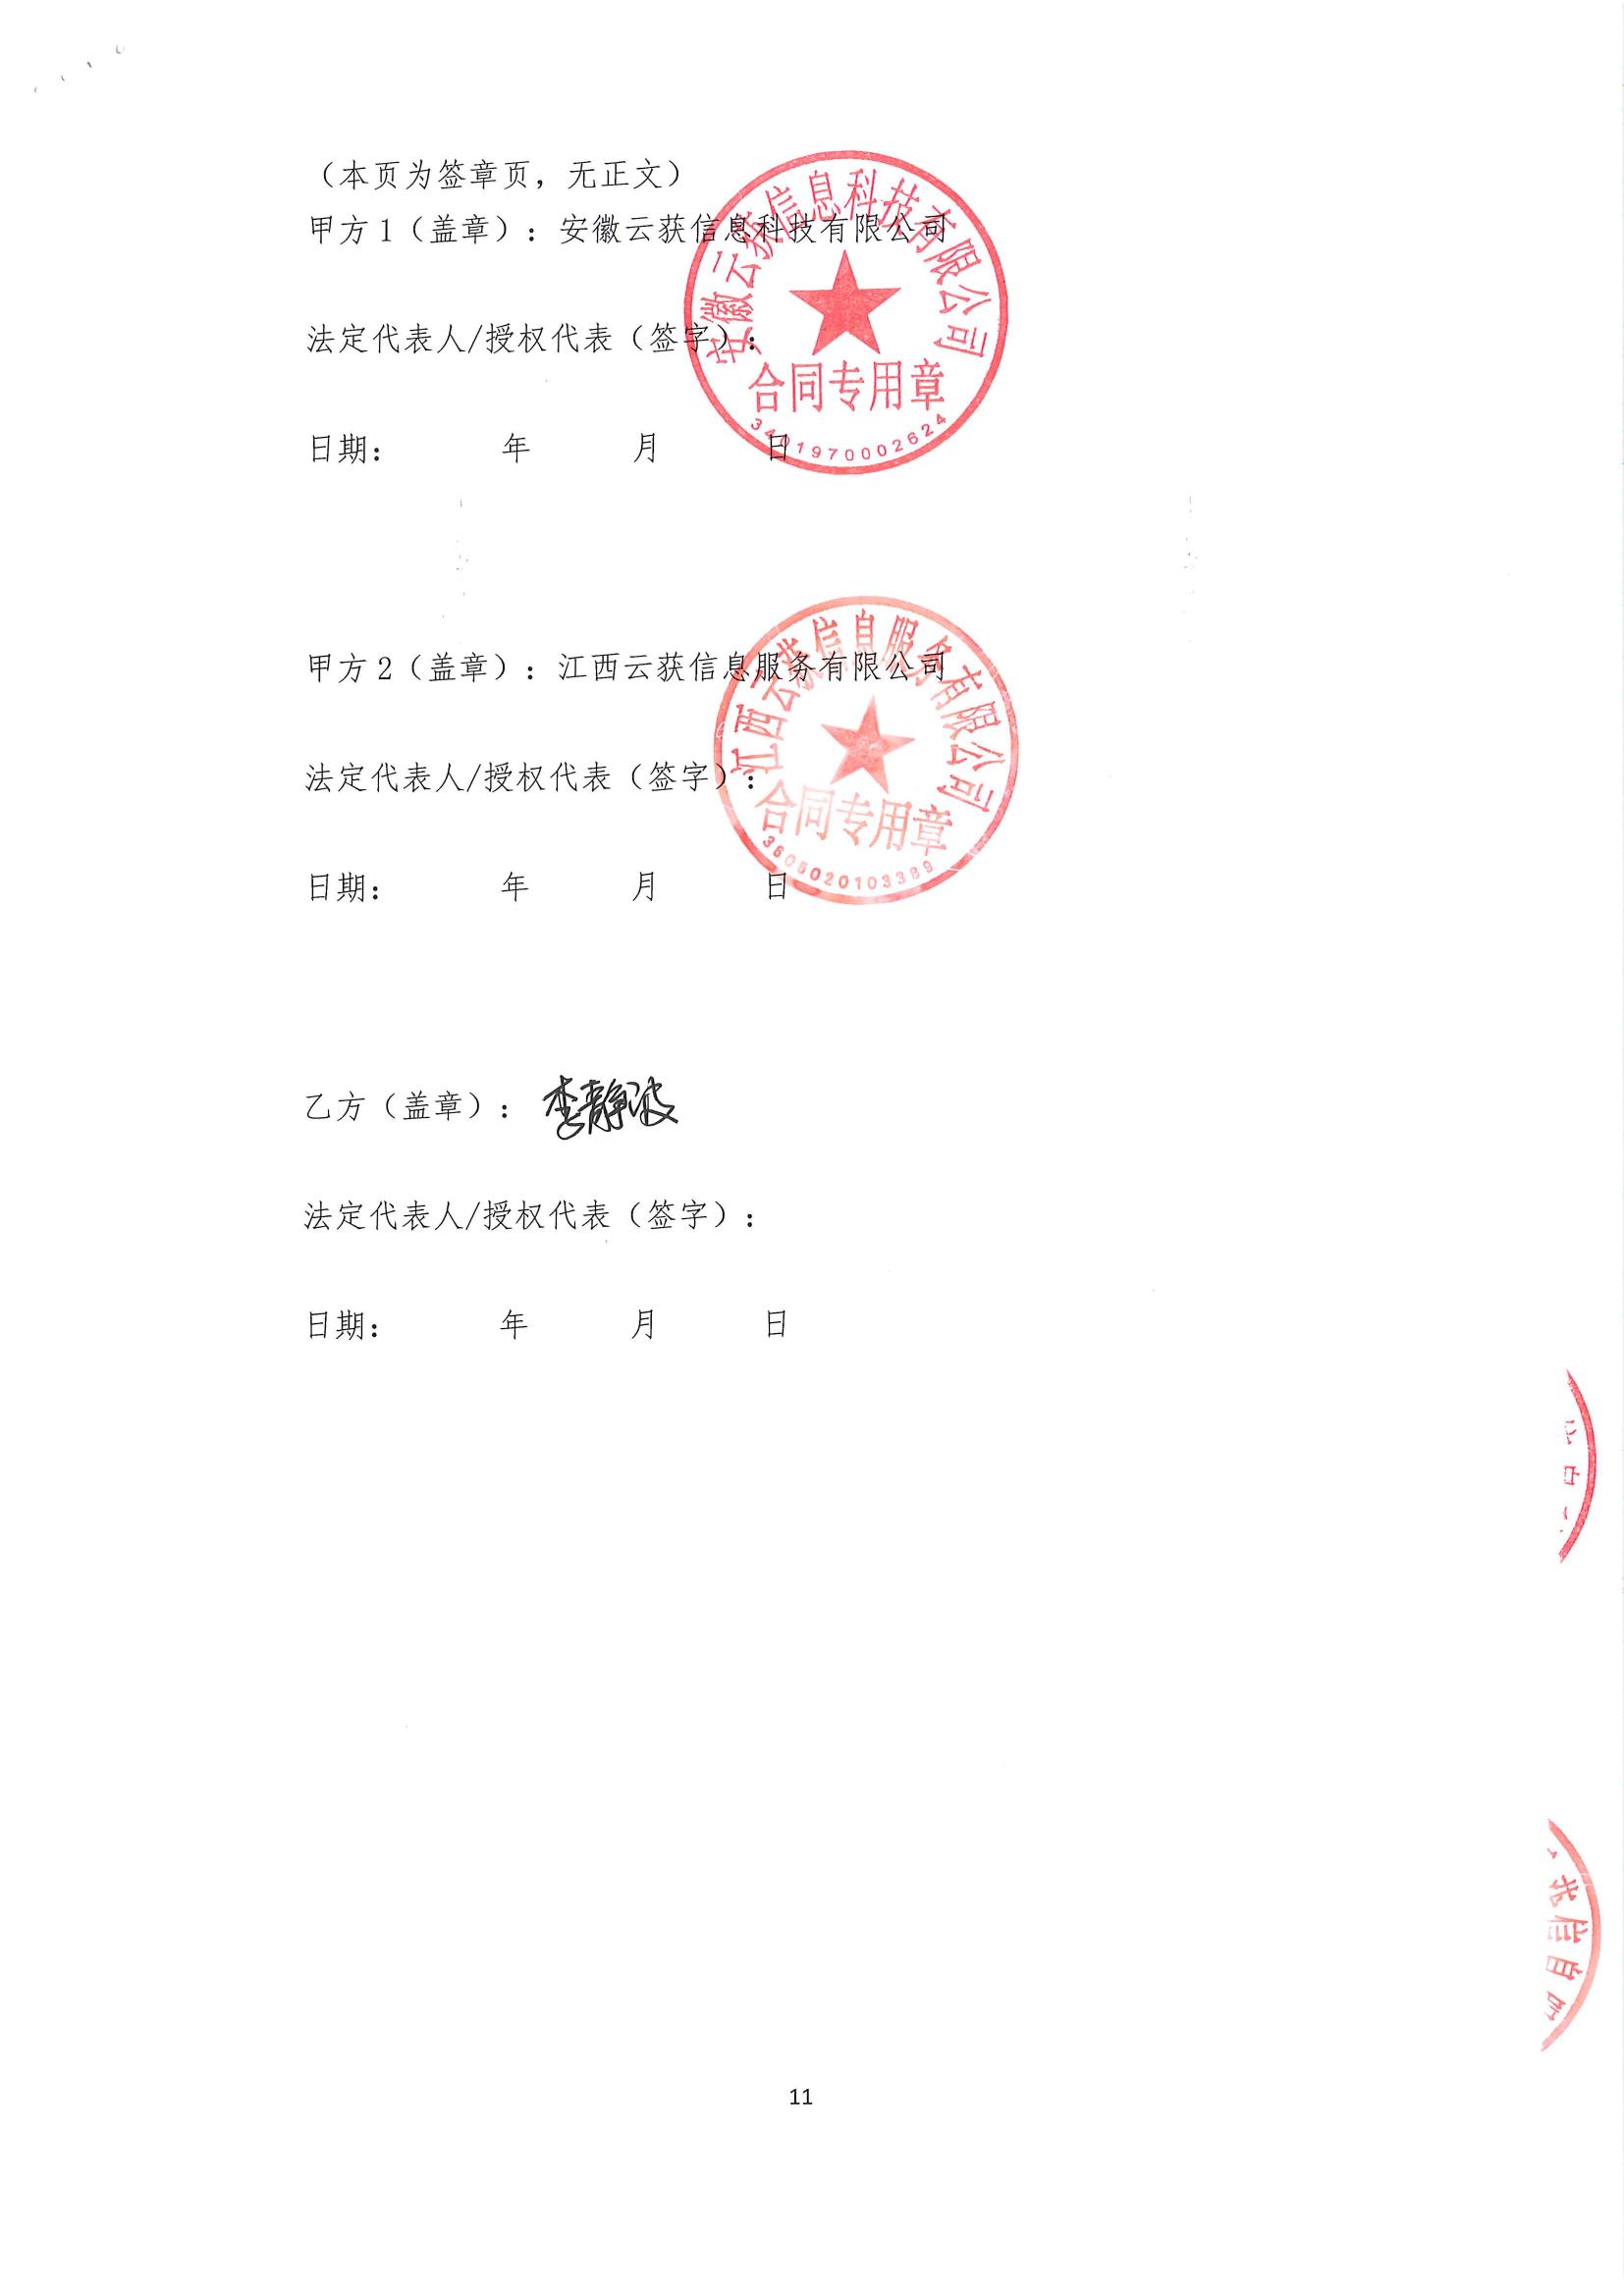 （本页为签章页，无正文）
甲方1（盖章）：安徽云获信息科技有限公司
安徽云获信息科技有限公司
法定代表人/授权代表（签字）：
合同专用章
3401970002624
日期： 年 月 日
甲方2（盖章）：江西云获信息服务有限公司
江西云获信息服务有限公司
法定代表人/授权代表（签字）：
合同专用章
3605020103389
日期： 年 月 日
乙方（盖章）：李静波
法定代表人/授权代表（签字）：
日期： 年 月 日
获信息
11